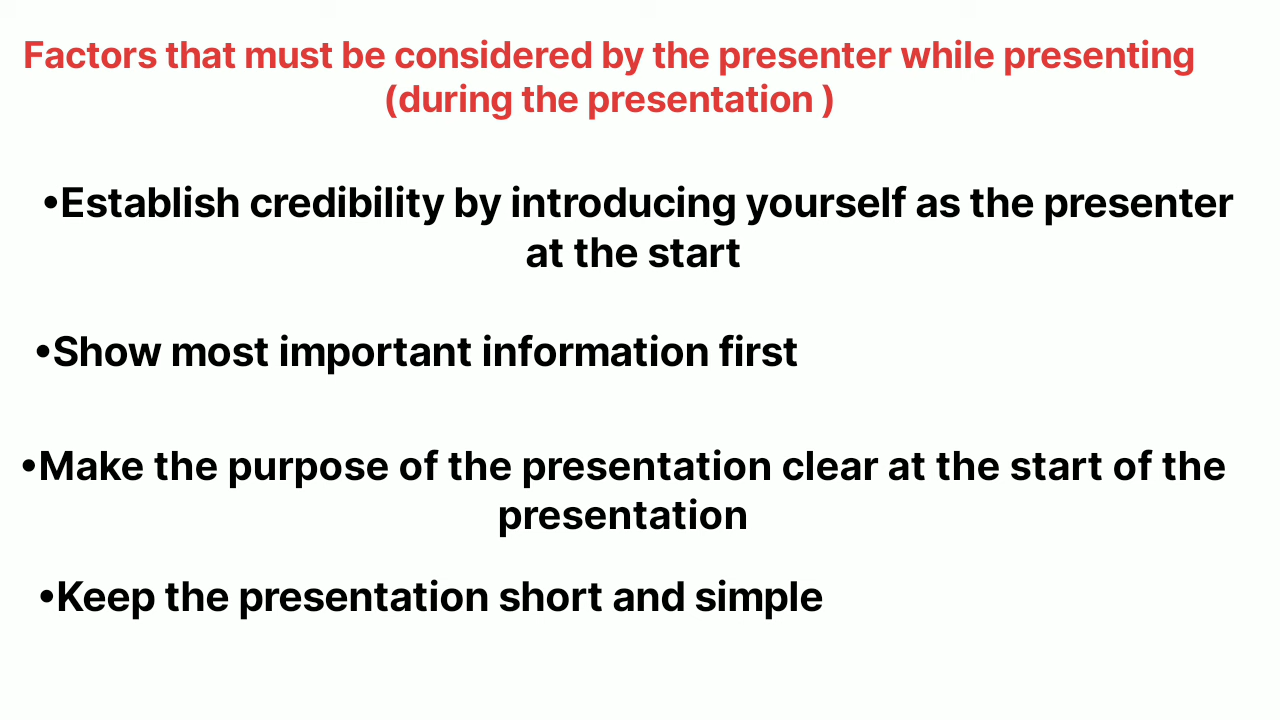 Factors that must be considered by the presenter while presenting
(during the presentation )
•Establish credibility by introducing yourself as the presenter
at the start
•Show most important information first
•Make the purpose of the presentation clear at the start of the
presentation
•Keep the presentation short and simple